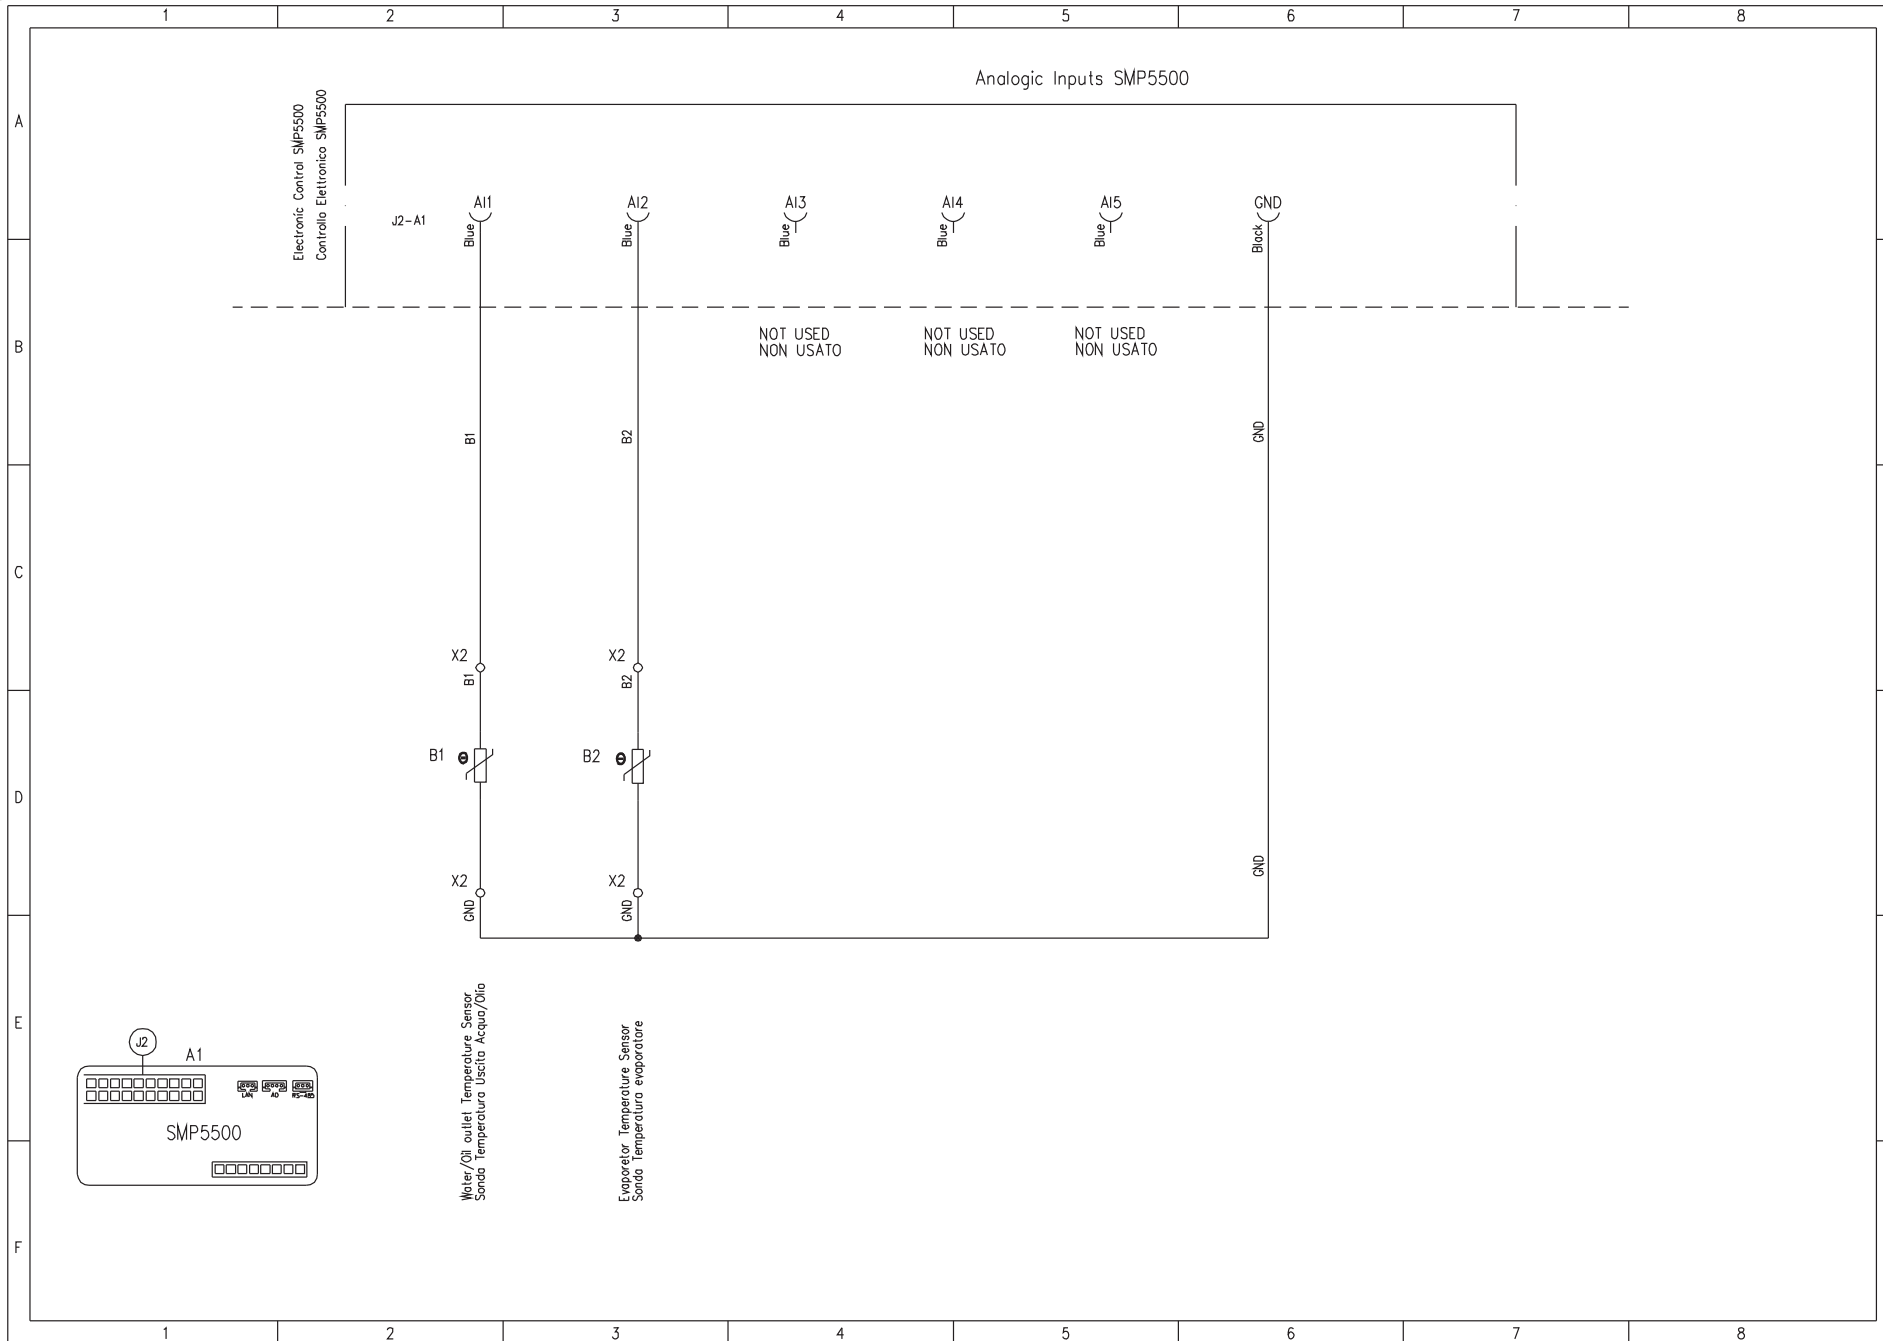 1 2 3 4 5 6 7 8
Analogic Inputs SMP5500
A
Electronic Control SMP5500
Controllo Elettronico SMP5500
J2-A1
AI1 AI2 AI3 AI4 AI5 GND
Blue Blue Blue Blue Blue Black
B
NOT USED
NON USATO
NOT USED
NON USATO
NOT USED
NON USATO
B1 B2 GND
C
X2 X2
B1 B2
B1 Θ B2 Θ
D
GND
X2 X2
GND GND
E
Water/Oil outlet Temperature Sensor
Sonda Temperatura Uscita Acqua/Olio
Evaporetor Temperature Sensor
Sonda Temperatura evaporatore
J2
A1
LAN AO RS-485
SMP5500
F
1 2 3 4 5 6 7 8